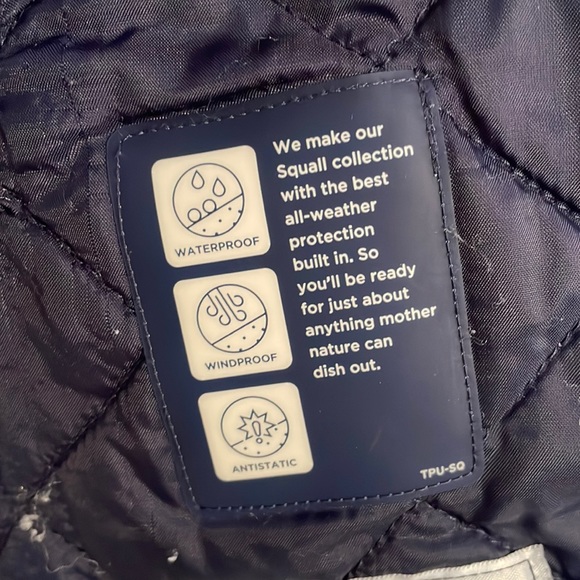 WATERPROOF
WINDPROOF
ANTISTATIC
We make our
Squall collection
with the best
all-weather
protection
built in. So
you'll be ready
for just about
anything mother
nature can
dish out.
TPU-SQ